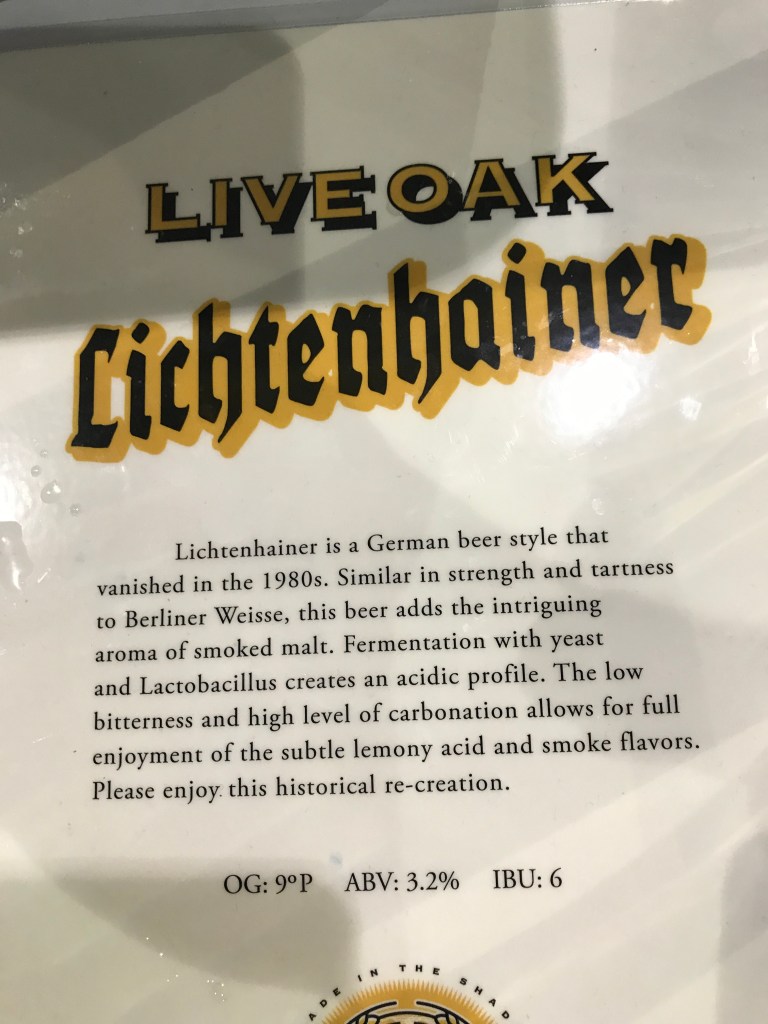 LIVE OAK
Lichtenhainer
Lichtenhainer is a German beer style that
vanished in the 1980s. Similar in strength and tartness
to Berliner Weisse, this beer adds the intriguing
aroma of smoked malt. Fermentation with yeast
and Lactobacillus creates an acidic profile. The low
bitterness and high level of carbonation allows for full
enjoyment of the subtle lemony acid and smoke flavors.
Please enjoy this historical re-creation.
OG: 9°P ABV: 3.2% IBU: 6
IN THE